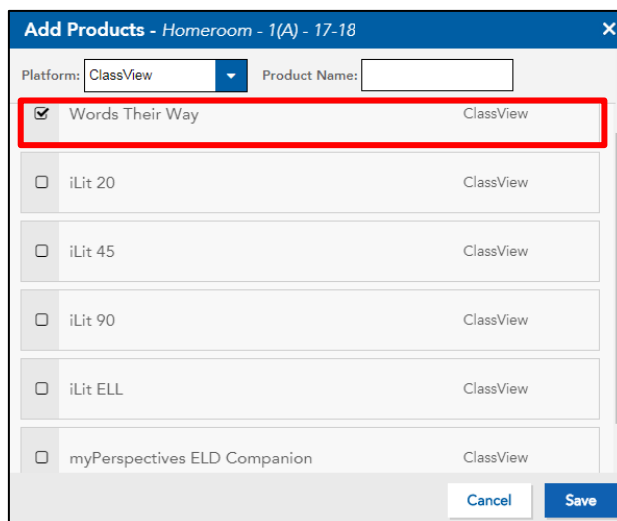 Add Products - Homeroom - 1(A) - 17-18 ×
Platform: ClassView Product Name:
Words Their Way ClassView
iLit 20 ClassView
iLit 45 ClassView
iLit 90 ClassView
iLit ELL ClassView
myPerspectives ELD Companion ClassView
Cancel Save